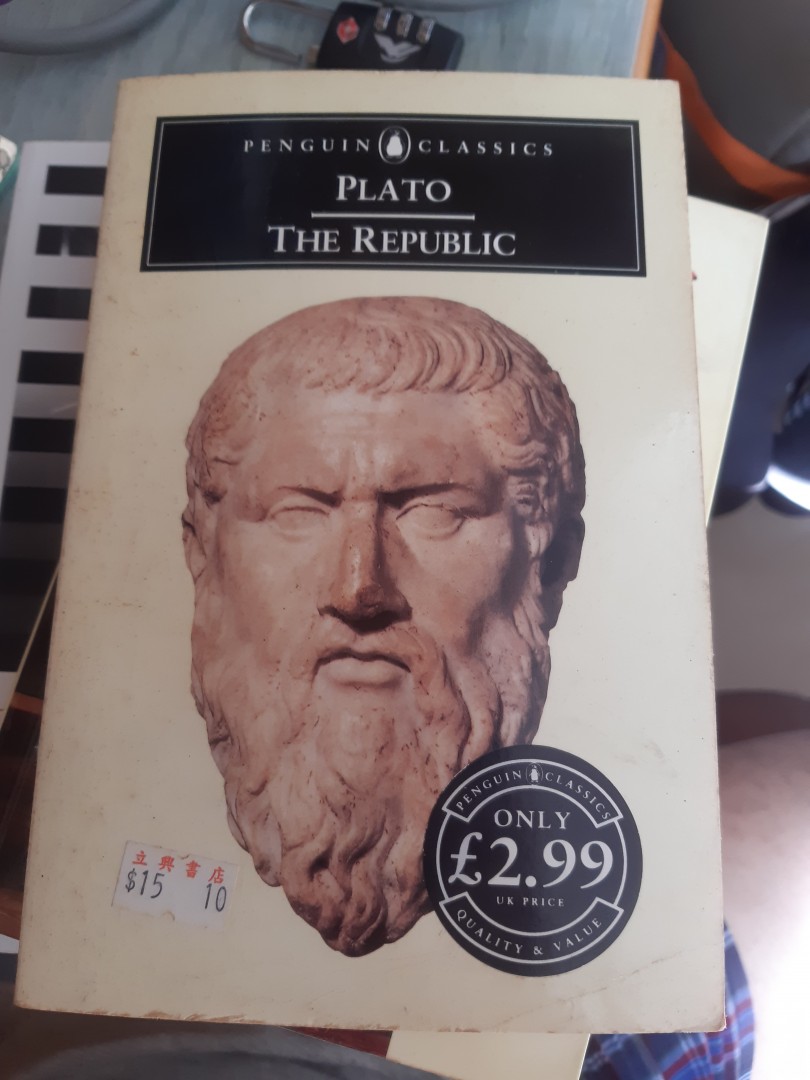 PENGUIN CLASSICS
PLATO
THE REPUBLIC
PENGUIN CLASSICS
ONLY
£2.99
UK PRICE
QUALITY & VALUE
立興書店
$15 10